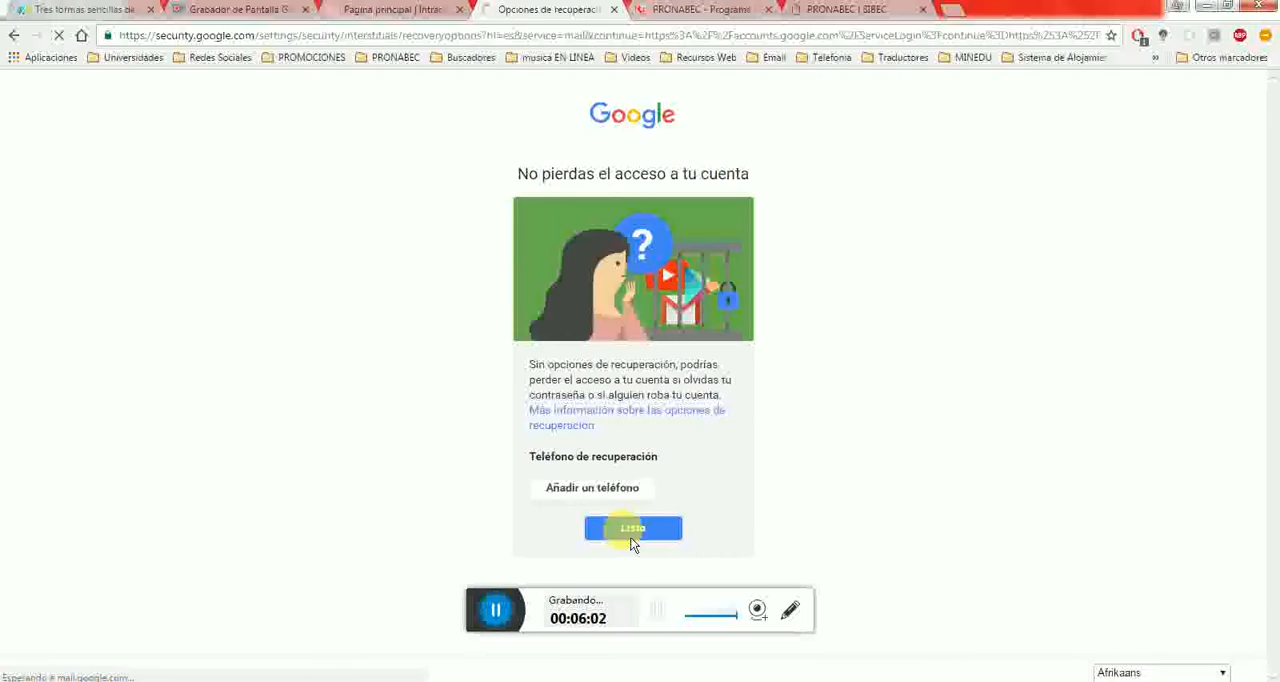 Tres formas sencillas de
Grabador de Pantalla G
Pagina principal | Intran
Opciones de recuperaci
PRONABEC - Programa
PRONABEC | SIBEC
Aplicaciones
Universidades
Redes Sociales
PROMOCIONES
PRONABEC
Buscadores
musica EN LINEA
Videos
Recursos Web
Email
Telefonia
Traductores
MINEDU
Sistema de Alojamier
»
Otros marcadores
Google
No pierdas el acceso a tu cuenta
?
Sin opciones de recuperación, podrías
perder el acceso a tu cuenta si olvidas tu
contraseña o si alguien roba tu cuenta.
Más información sobre las opciones de
recuperación
Teléfono de recuperación
Añadir un teléfono
Grabando...
00:06:02
Esperando a mail.google.com...
Afrikaans